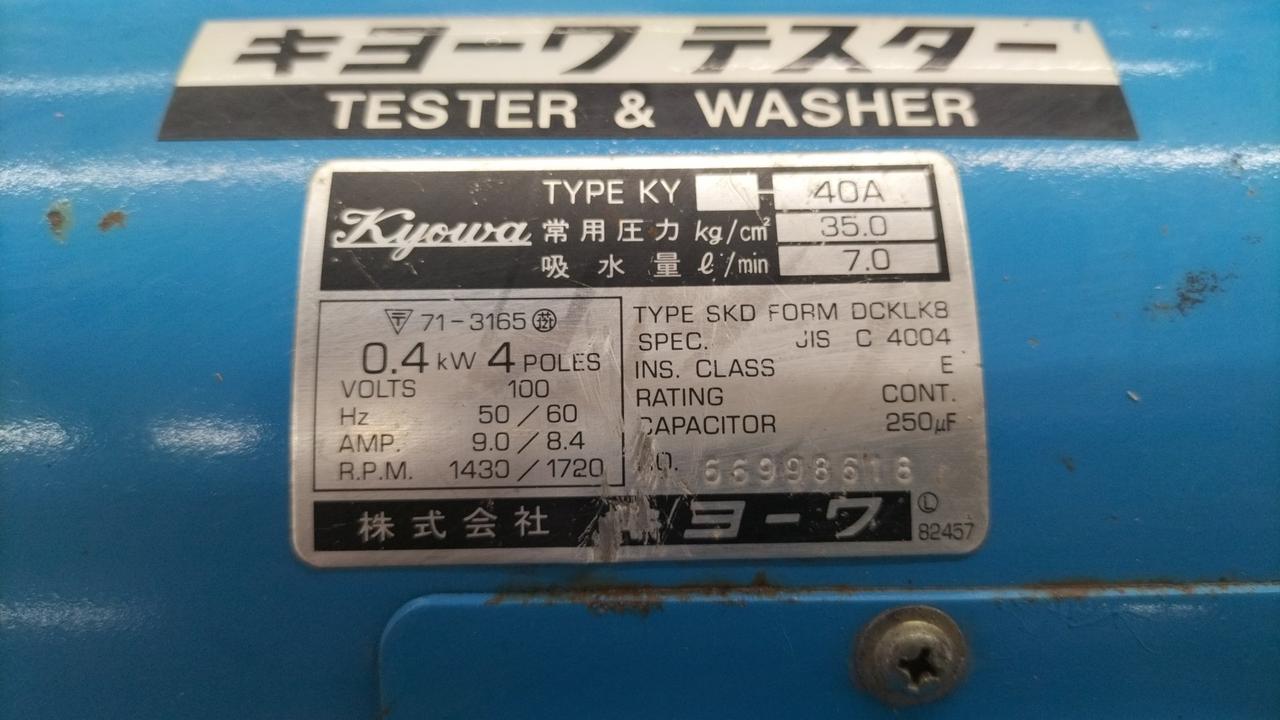 キヨーワ テスター
TESTER & WASHER
Kyowa
TYPE KY - 40A
常用圧力 kg/cm² 35.0
吸水量 ℓ/min 7.0
〒 71-3165
0.4 kW 4 POLES
VOLTS 100
Hz 50/60
AMP. 9.0/8.4
R.P.M. 1430/1720
TYPE SKD FORM DCKLK8
SPEC. JIS C 4004
INS. CLASS E
RATING CONT.
CAPACITOR 250μF
NO. 66998618
株式会社 キヨーワ
Ⓛ
82457